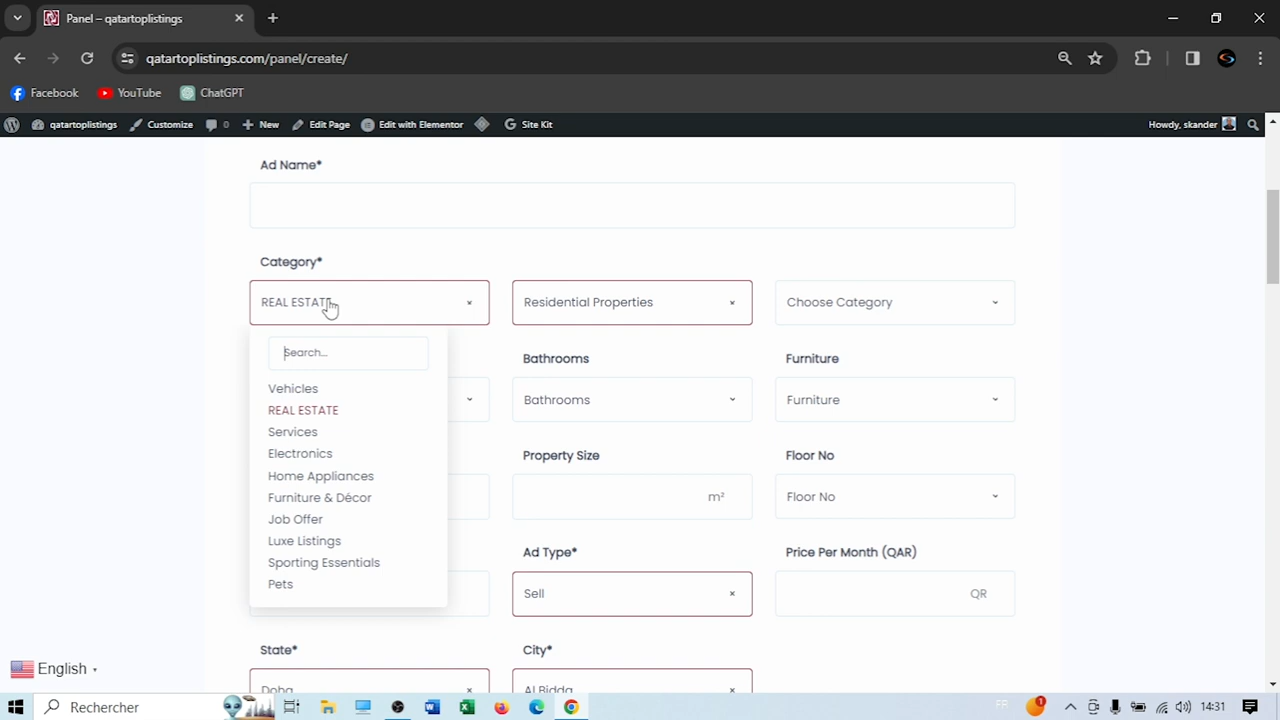 Panel – qatartoplistings
qatartoplistings.com/panel/create/
Facebook YouTube ChatGPT
qatartoplistings Customize 0 New Edit Page Edit with Elementor Site Kit Howdy, skander
Ad Name*
Category*
REAL ESTATE Residential Properties Choose Category
Search...
Bathrooms Furniture
Vehicles
Bathrooms Furniture
REAL ESTATE
Services
Electronics
Property Size Floor No
Home Appliances
Furniture & Décor
m² Floor No
Job Offer
Luxe Listings
Ad Type* Price Per Month (QAR)
Sporting Essentials
Pets
Sell QR
State* City*
English
Doha Al Bidda
Rechercher 1 FR 14:31